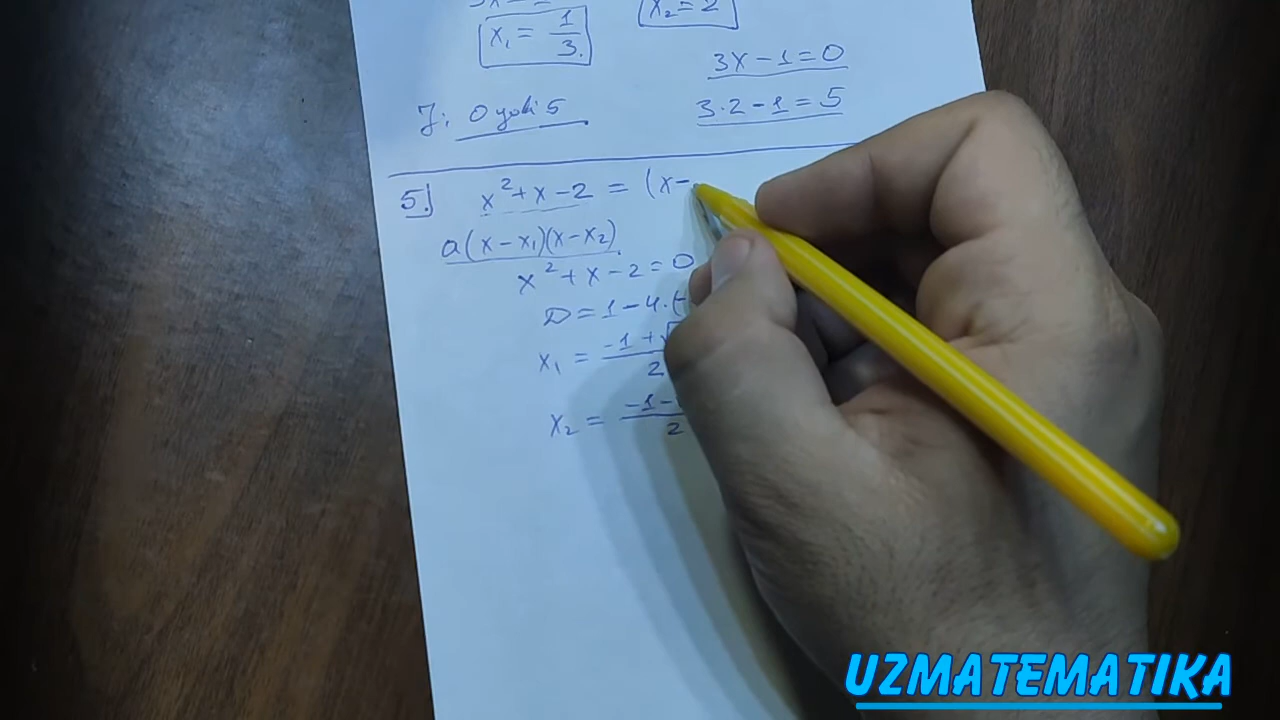 x₁ = 1/3
x₂ = 2
3x − 1 = 0
J: 0 yoki 5
3·2 − 1 = 5
5) x² + x − 2 = (x −
a(x − x₁)(x − x₂)
x² + x − 2 = 0
D = 1 − 4·(−
x₁ = −1 + √ / 2
x₂ = −1 − / 2
UZMATEMATIKA